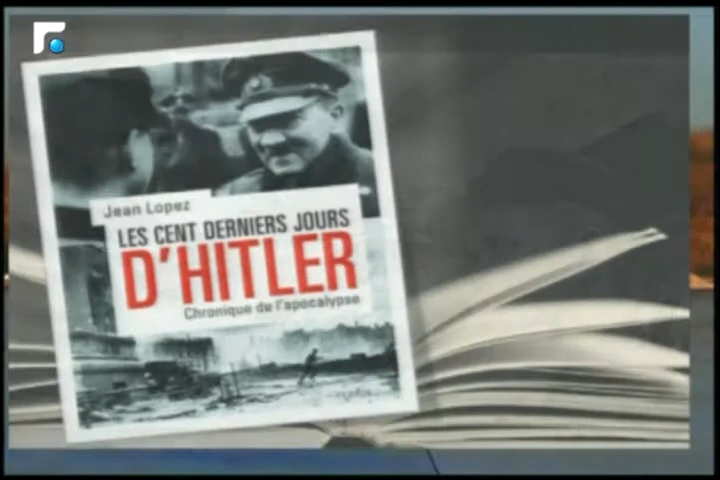 Jean Lopez
LES CENT DERNIERS JOURS
D'HITLER
Chronique de l'apocalypse